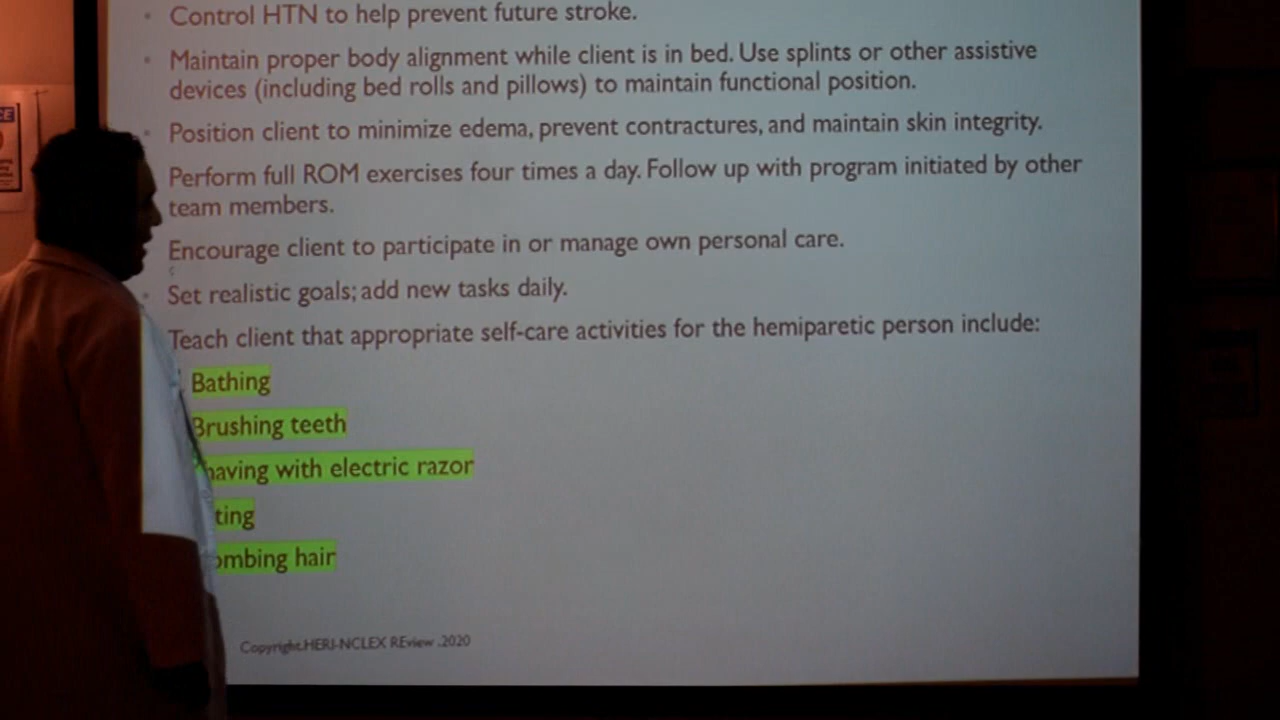 Control HTN to help prevent future stroke.
Maintain proper body alignment while client is in bed. Use splints or other assistive
devices (including bed rolls and pillows) to maintain functional position.
Position client to minimize edema, prevent contractures, and maintain skin integrity.
Perform full ROM exercises four times a day. Follow up with program initiated by other
team members.
Encourage client to participate in or manage own personal care.
Set realistic goals; add new tasks daily.
Teach client that appropriate self-care activities for the hemiparetic person include:
Bathing
Brushing teeth
having with electric razor
ting
ombing hair
Copyright.HERJ-NCLEX REview .2020